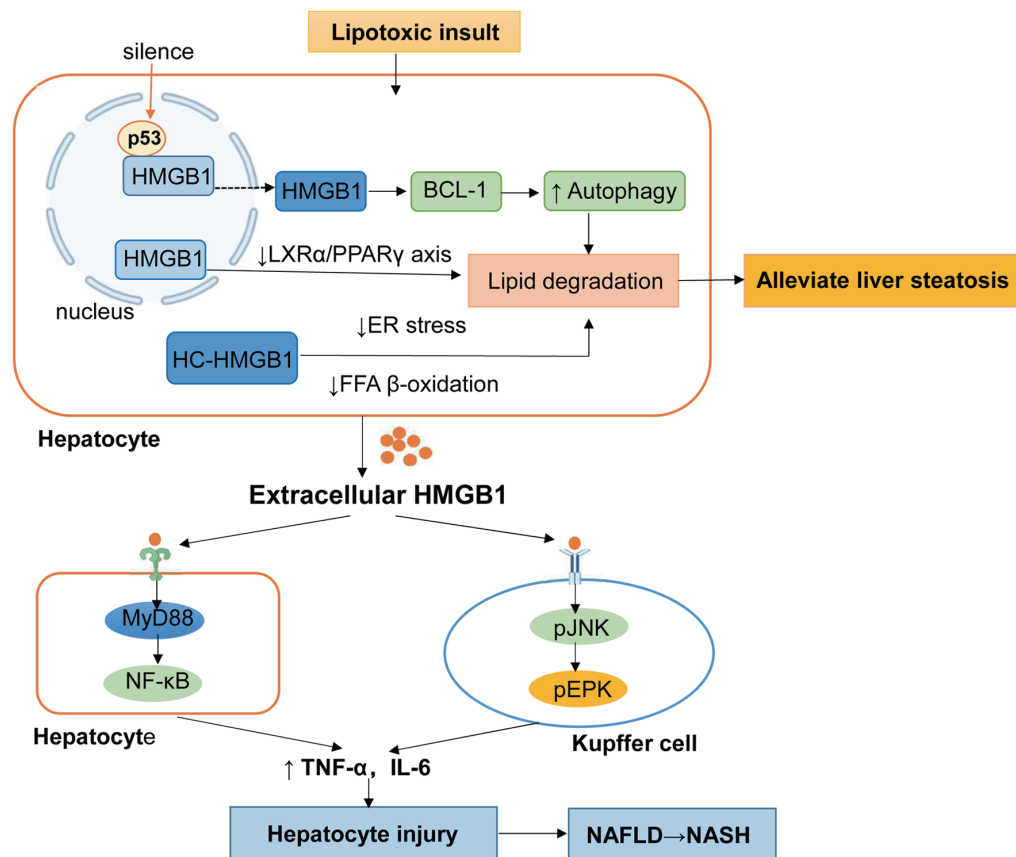 Lipotoxic insult
silence
p53
HMGB1
HMGB1
BCL-1
↑ Autophagy
HMGB1
↓LXRα/PPARγ axis
Lipid degradation
Alleviate liver steatosis
nucleus
↓ER stress
HC-HMGB1
↓FFA β-oxidation
Hepatocyte
Extracellular HMGB1
MyD88
NF-κB
Hepatocyte
pJNK
pEPK
Kupffer cell
↑ TNF-α, IL-6
Hepatocyte injury
NAFLD→NASH